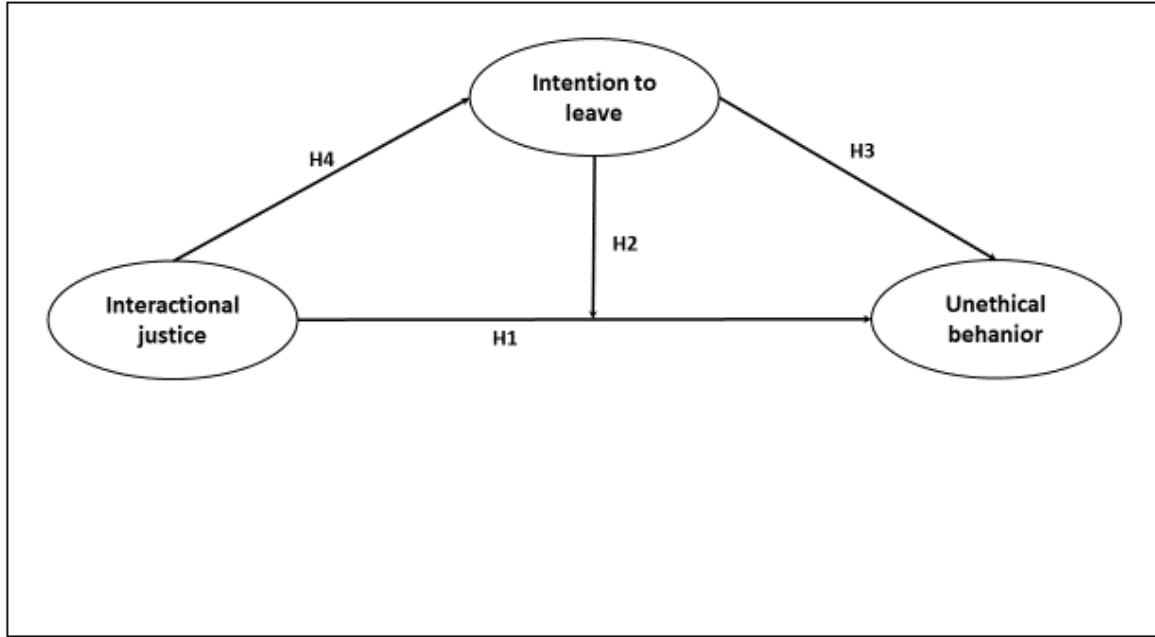 Intention to
leave
H4
H3
H2
Interactional
justice
H1
Unethical
behanior